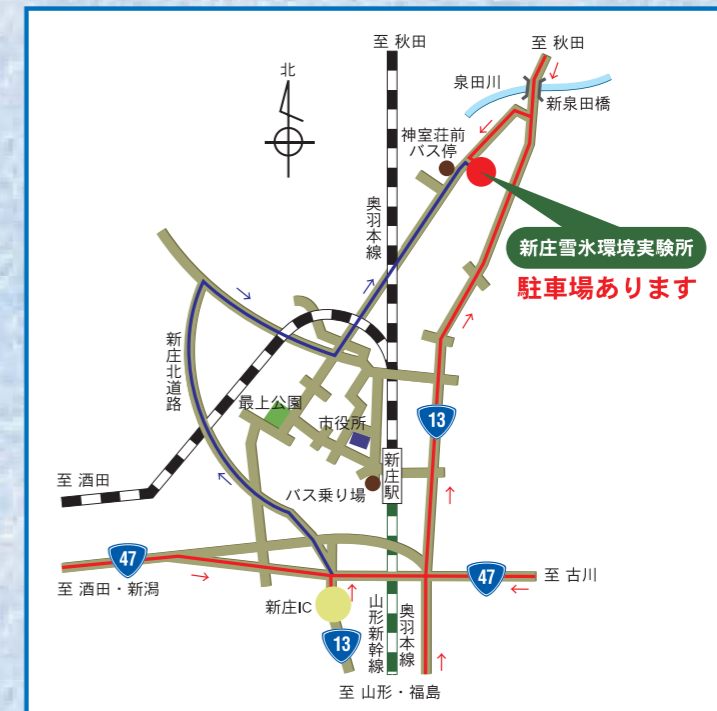 至 秋田
至 秋田
北
泉田川
新泉田橋
神室荘前
バス停
奥羽本線
新庄雪氷環境実験所
駐車場あります
新庄北道路
最上公園
市役所
13
新庄駅
至 酒田
バス乗り場
47
47
至 古川
至 酒田・新潟
新庄IC
13
山形新幹線
奥羽本線
至 山形・福島